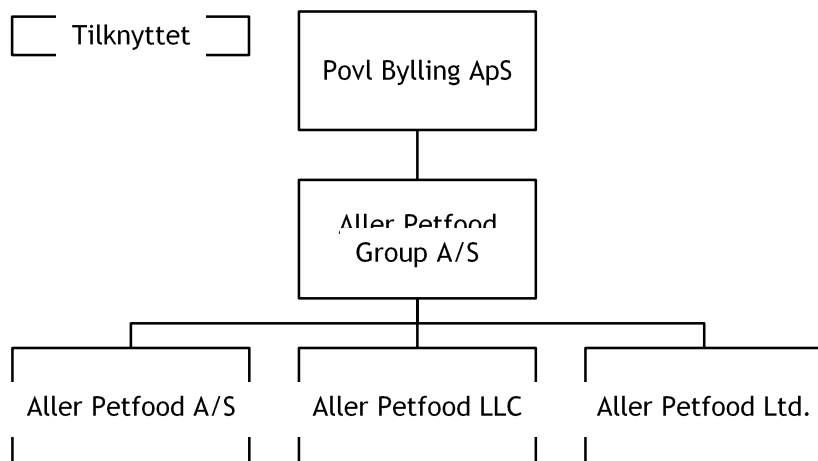 Tilknyttet
Povl Bylling ApS
Aller Petfood
Group A/S
Aller Petfood A/S
Aller Petfood LLC
Aller Petfood Ltd.